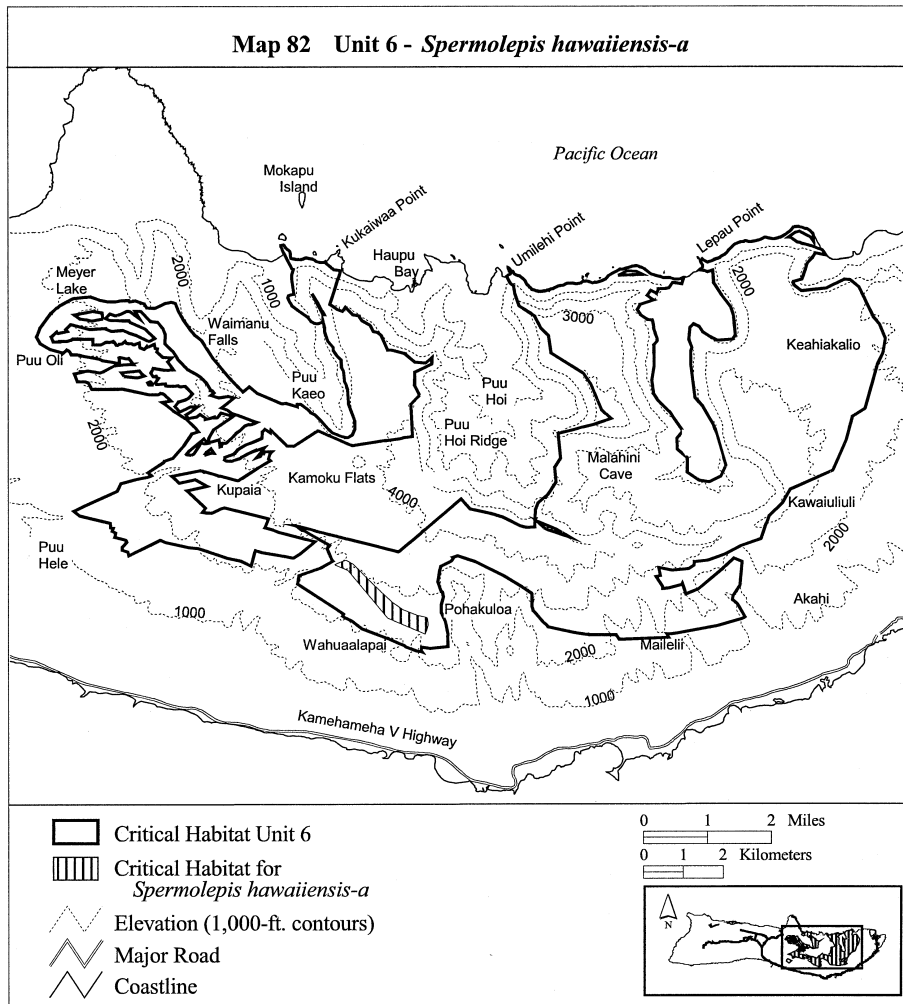 Map 82 Unit 6 - Spermolepis hawaiiensis-a
Pacific Ocean
Mokapu
Island
Kukaiwaa Point
Haupu
Bay
Umilehi Point
Lepau Point
Meyer
Lake
2000
1000
Waimanu
Falls
3000
2000
Keahiakalio
Puu Oli
Puu
Kaeo
Puu
Hoi
Puu
Hoi Ridge
2000
Malahini
Cave
Kupaia
Kamoku Flats
4000
Kawaiuliuli
2000
Puu
Hele
1000
Pohakuloa
Akahi
Wahuaalapai
2000
Mailelii
1000
Kamehameha V Highway
Critical Habitat Unit 6
Critical Habitat for
Spermolepis hawaiiensis-a
Elevation (1,000-ft. contours)
Major Road
Coastline
0 1 2 Miles
0 1 2 Kilometers
N